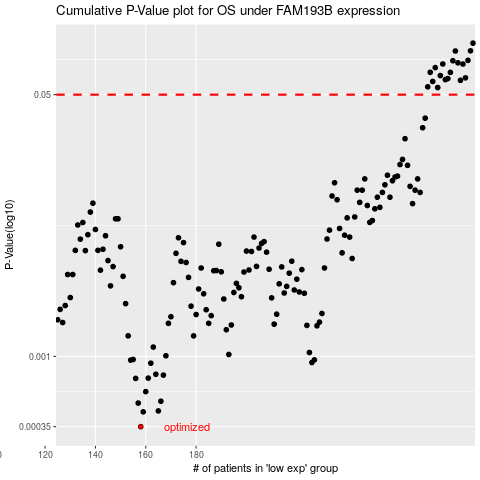 Cumulative P-Value plot for OS under FAM193B expression
P-Value(log10)
0.05
0.001
0.00035
optimized
0
120
140
160
180
# of patients in 'low exp' group